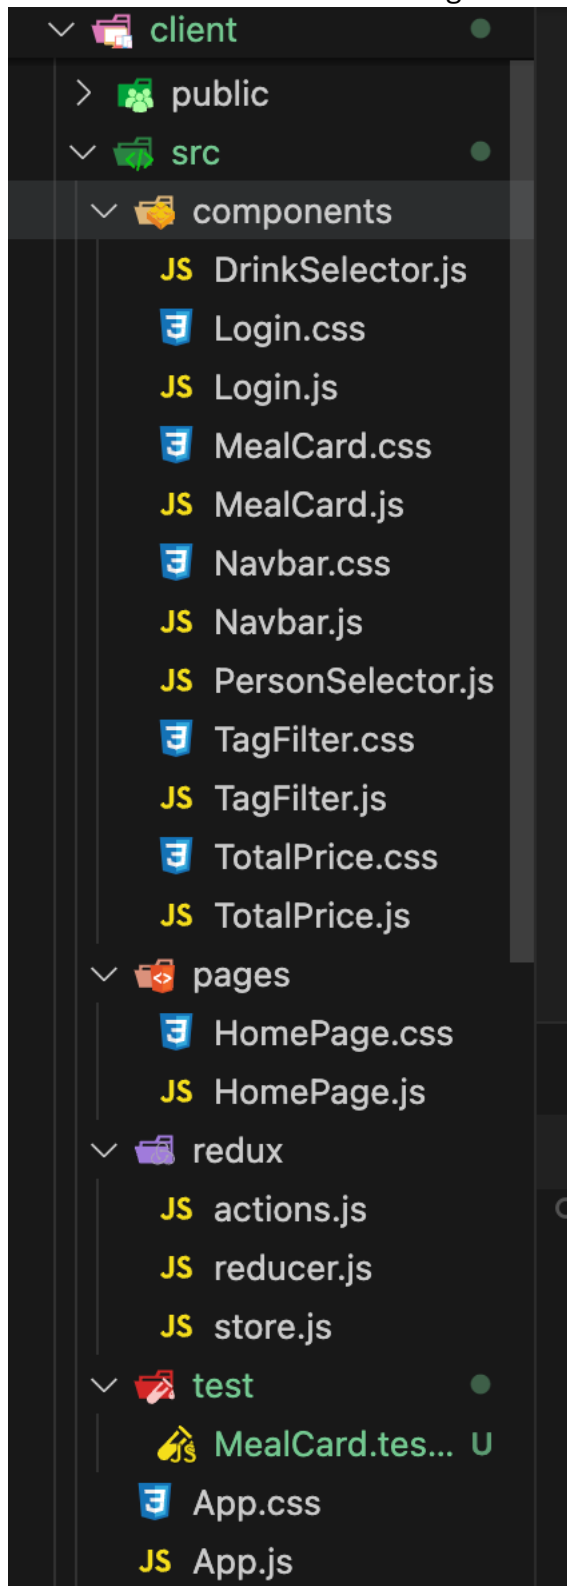 client
public
src
components
JS DrinkSelector.js
Login.css
JS Login.js
MealCard.css
JS MealCard.js
Navbar.css
JS Navbar.js
JS PersonSelector.js
TagFilter.css
JS TagFilter.js
TotalPrice.css
JS TotalPrice.js
pages
HomePage.css
JS HomePage.js
redux
JS actions.js
JS reducer.js
JS store.js
test
JS MealCard.tes... U
App.css
JS App.js